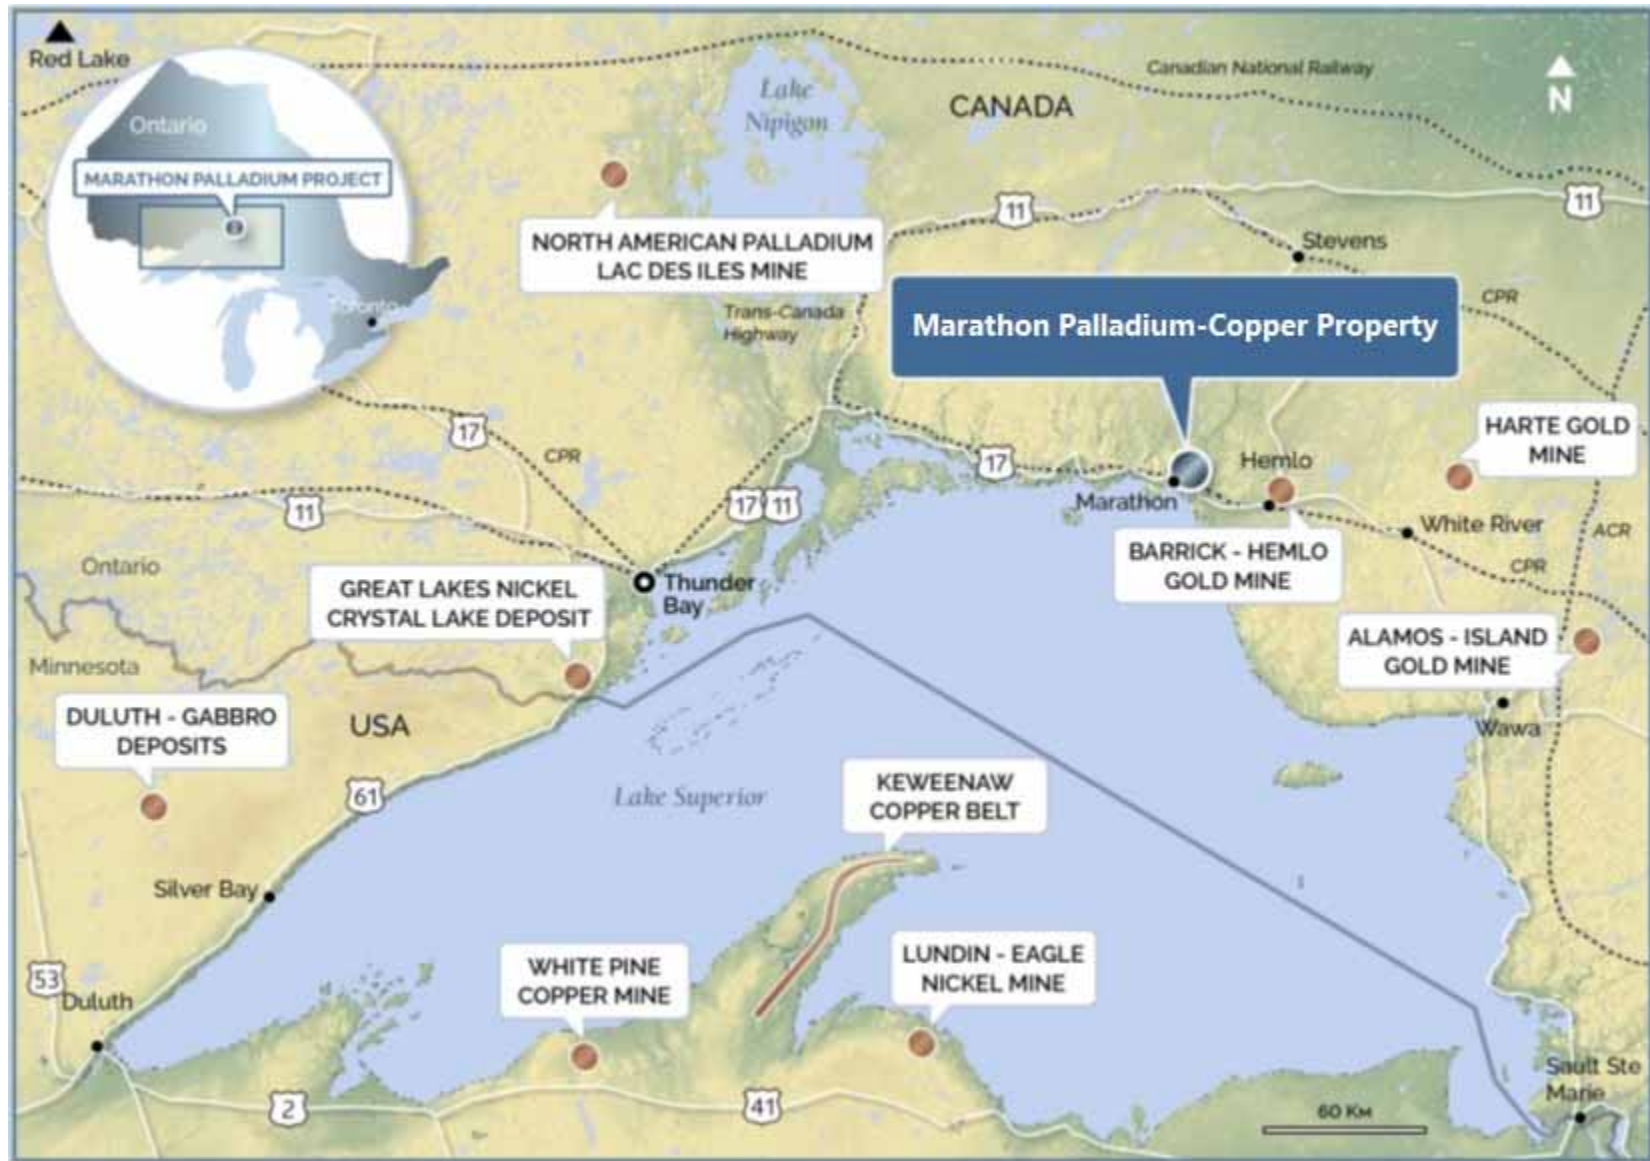 Red Lake
Ontario
MARATHON PALLADIUM PROJECT
Toronto
Lake
Nipigon
CANADA
Canadian National Railway
N
11
11
NORTH AMERICAN PALLADIUM
LAC DES ILES MINE
Stevens
Trans-Canada
Highway
Marathon Palladium-Copper Property
CPR
17
CPR
17
HARTE GOLD
MINE
Hemlo
Marathon
17
11
11
White River
ACR
BARRICK - HEMLO
GOLD MINE
CPR
Ontario
GREAT LAKES NICKEL
CRYSTAL LAKE DEPOSIT
Thunder
Bay
ALAMOS - ISLAND
GOLD MINE
Minnesota
DULUTH - GABBRO
DEPOSITS
USA
Wawa
61
Lake Superior
KEWEENAW
COPPER BELT
Silver Bay
53
Duluth
WHITE PINE
COPPER MINE
LUNDIN - EAGLE
NICKEL MINE
2
41
60 KM
Sault Ste
Marie